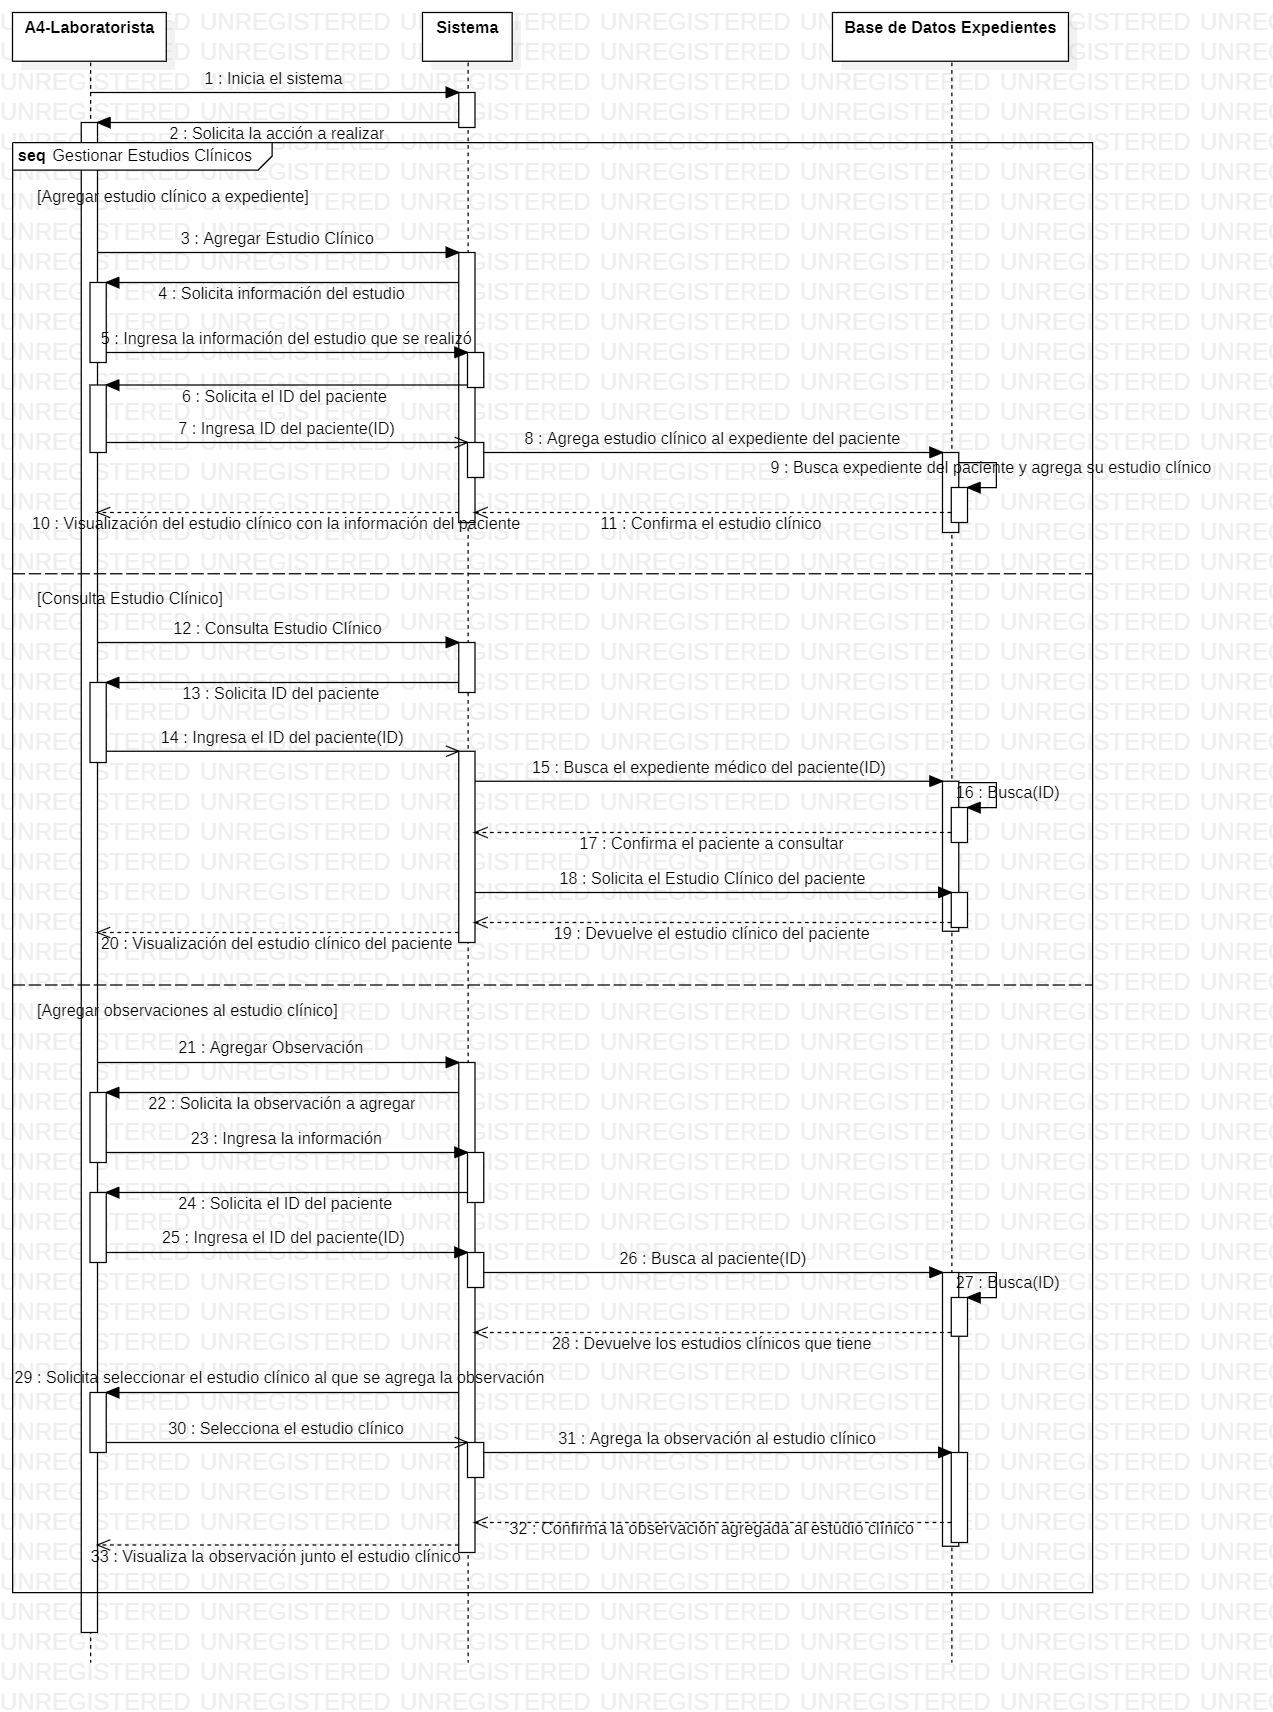 A4-Laboratorista
Sistema
Base de Datos Expedientes
1 : Inicia el sistema
2 : Solicita la acción a realizar
seq Gestionar Estudios Clínicos
[Agregar estudio clínico a expediente]
3 : Agregar Estudio Clínico
4 : Solicita información del estudio
5 : Ingresa la información del estudio que se realizó
6 : Solicita el ID del paciente
7 : Ingresa ID del paciente(ID)
8 : Agrega estudio clínico al expediente del paciente
9 : Busca expediente del paciente y agrega su estudio clínico
10 : Visualización del estudio clínico con la información del paciente
11 : Confirma el estudio clínico
[Consulta Estudio Clínico]
12 : Consulta Estudio Clínico
13 : Solicita ID del paciente
14 : Ingresa el ID del paciente(ID)
15 : Busca el expediente médico del paciente(ID)
16 : Busca(ID)
17 : Confirma el paciente a consultar
18 : Solicita el Estudio Clínico del paciente
19 : Devuelve el estudio clínico del paciente
20 : Visualización del estudio clínico del paciente
[Agregar observaciones al estudio clínico]
21 : Agregar Observación
22 : Solicita la observación a agregar
23 : Ingresa la información
24 : Solicita el ID del paciente
25 : Ingresa el ID del paciente(ID)
26 : Busca al paciente(ID)
27 : Busca(ID)
28 : Devuelve los estudios clínicos que tiene
29 : Solicita seleccionar el estudio clínico al que se agrega la observación
30 : Selecciona el estudio clínico
31 : Agrega la observación al estudio clínico
32 : Confirma la observación agregada al estudio clínico
33 : Visualiza la observación junto el estudio clínico
UNREGISTERED